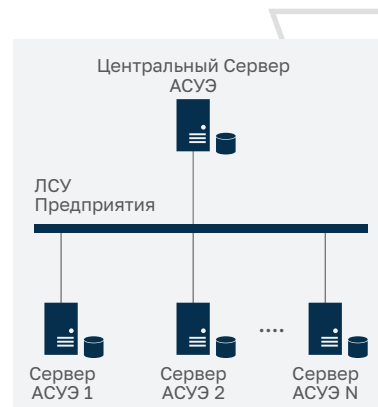 Центральный Сервер
АСУЭ
ЛСУ
Предприятия
....
Сервер
АСУЭ 1
Сервер
АСУЭ 2
Сервер
АСУЭ N